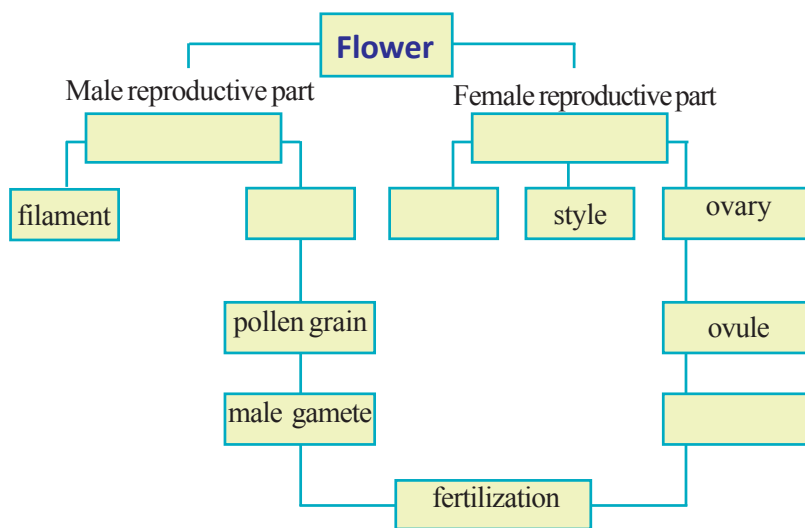 Flower
Male reproductive part
Female reproductive part
filament
style
ovary
pollen grain
ovule
male gamete
fertilization